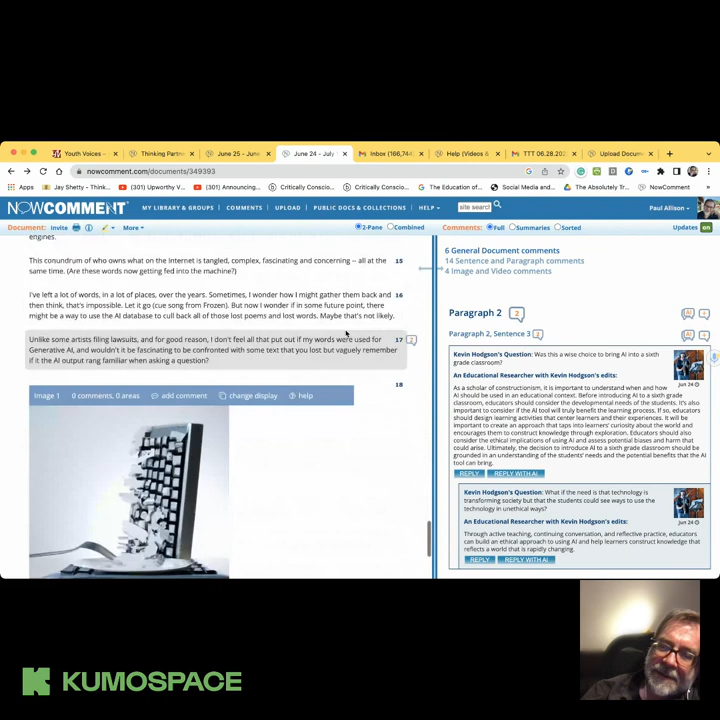 Youth Voices -
Thinking Partne
June 25 - June
June 24 - July
Inbox (166,744
Help (Videos &
TTT 06.28.202
Upload Docum
nowcomment.com/documents/349393
Apps
Jay Shetty - Think...
(301) Upworthy V...
(301) Announcing...
Critically Consciou...
Critically Consciou...
The Education of...
Social Media and...
The Absolutely Tr...
NowComment
NOWCOMMENT
MY LIBRARY & GROUPS
COMMENTS
UPLOAD
PUBLIC DOCS & COLLECTIONS
HELP
site search
Paul Allison
Document:
Invite
More
2-Pane
Combined
Comments:
Full
Summaries
Sorted
Updates
on
engines.
This conundrum of who owns what on the Internet is tangled, complex, fascinating and concerning -- all at the
same time. (Are these words now getting fed into the machine?)
15
I've left a lot of words, in a lot of places, over the years. Sometimes, I wonder how I might gather them back and
then think, that's impossible. Let it go (cue song from Frozen). But now I wonder if in some future point, there
might be a way to use the AI database to cull back all of those lost poems and lost words. Maybe that's not likely.
16
Unlike some artists filing lawsuits, and for good reason, I don't feel all that put out if my words were used for
Generative AI, and wouldn't it be fascinating to be confronted with some text that you lost but vaguely remember
if it the AI output rang familiar when asking a question?
17
2
18
Image 1
0 comments, 0 areas
add comment
change display
help
6 General Document comments
14 Sentence and Paragraph comments
4 Image and Video comments
Paragraph 2
2
AI
Paragraph 2, Sentence 3
2
AI
Kevin Hodgson's Question: Was this a wise choice to bring AI into a sixth
grade classroom?
An Educational Researcher with Kevin Hodgson's edits:
Jun 24
As a scholar of constructionism, it is important to understand when and how
AI should be used in an educational context. Before introducing AI to a sixth grade
classroom, educators should consider the developmental needs of the students. It's also
important to consider if the AI tool will truly benefit the learning process. If so, educators
should design learning activities that center learners and their experiences. It will be
important to create an approach that taps into learners' curiosity about the world and
encourages them to construct knowledge through exploration. Educators should also
consider the ethical implications of using AI and assess potential biases and harm that could
arise. Ultimately, the decision to introduce AI to a sixth grade classroom should be
grounded in an understanding of the students' needs and the potential benefits that the AI
tool can bring.
REPLY
REPLY WITH AI
Kevin Hodgson's Question: What if the need is that technology is
transforming society but that the students could see ways to use the
technology in unethical ways?
Jun 24
An Educational Researcher with Kevin Hodgson's edits:
Through active teaching, continuing conversation, and reflective practice, educators
can build an ethical approach to using AI and help learners construct knowledge that
reflects a world that is rapidly changing.
REPLY
REPLY WITH AI
KUMOSPACE